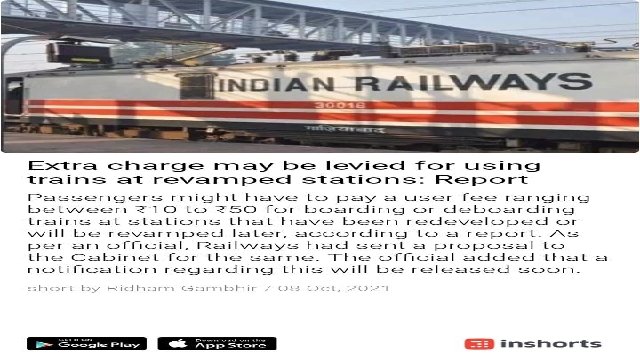 INDIAN RAILWAYS
30018
गाजियाबाद
Extra charge may be levied for using
trains at revamped stations: Report
Passengers might have to pay a user fee ranging
between ₹10 to ₹50 for boarding or deboarding
trains at stations that have been redeveloped or
will be revamped later, according to a report. As
per an official, Railways had sent a proposal to
the Cabinet for the same. The official added that a
notification regarding this will be released soon.
short by Ridham Gambhir / 08 Oct, 2021
GET IT ON
Google Play
Download on the
App Store
inshorts